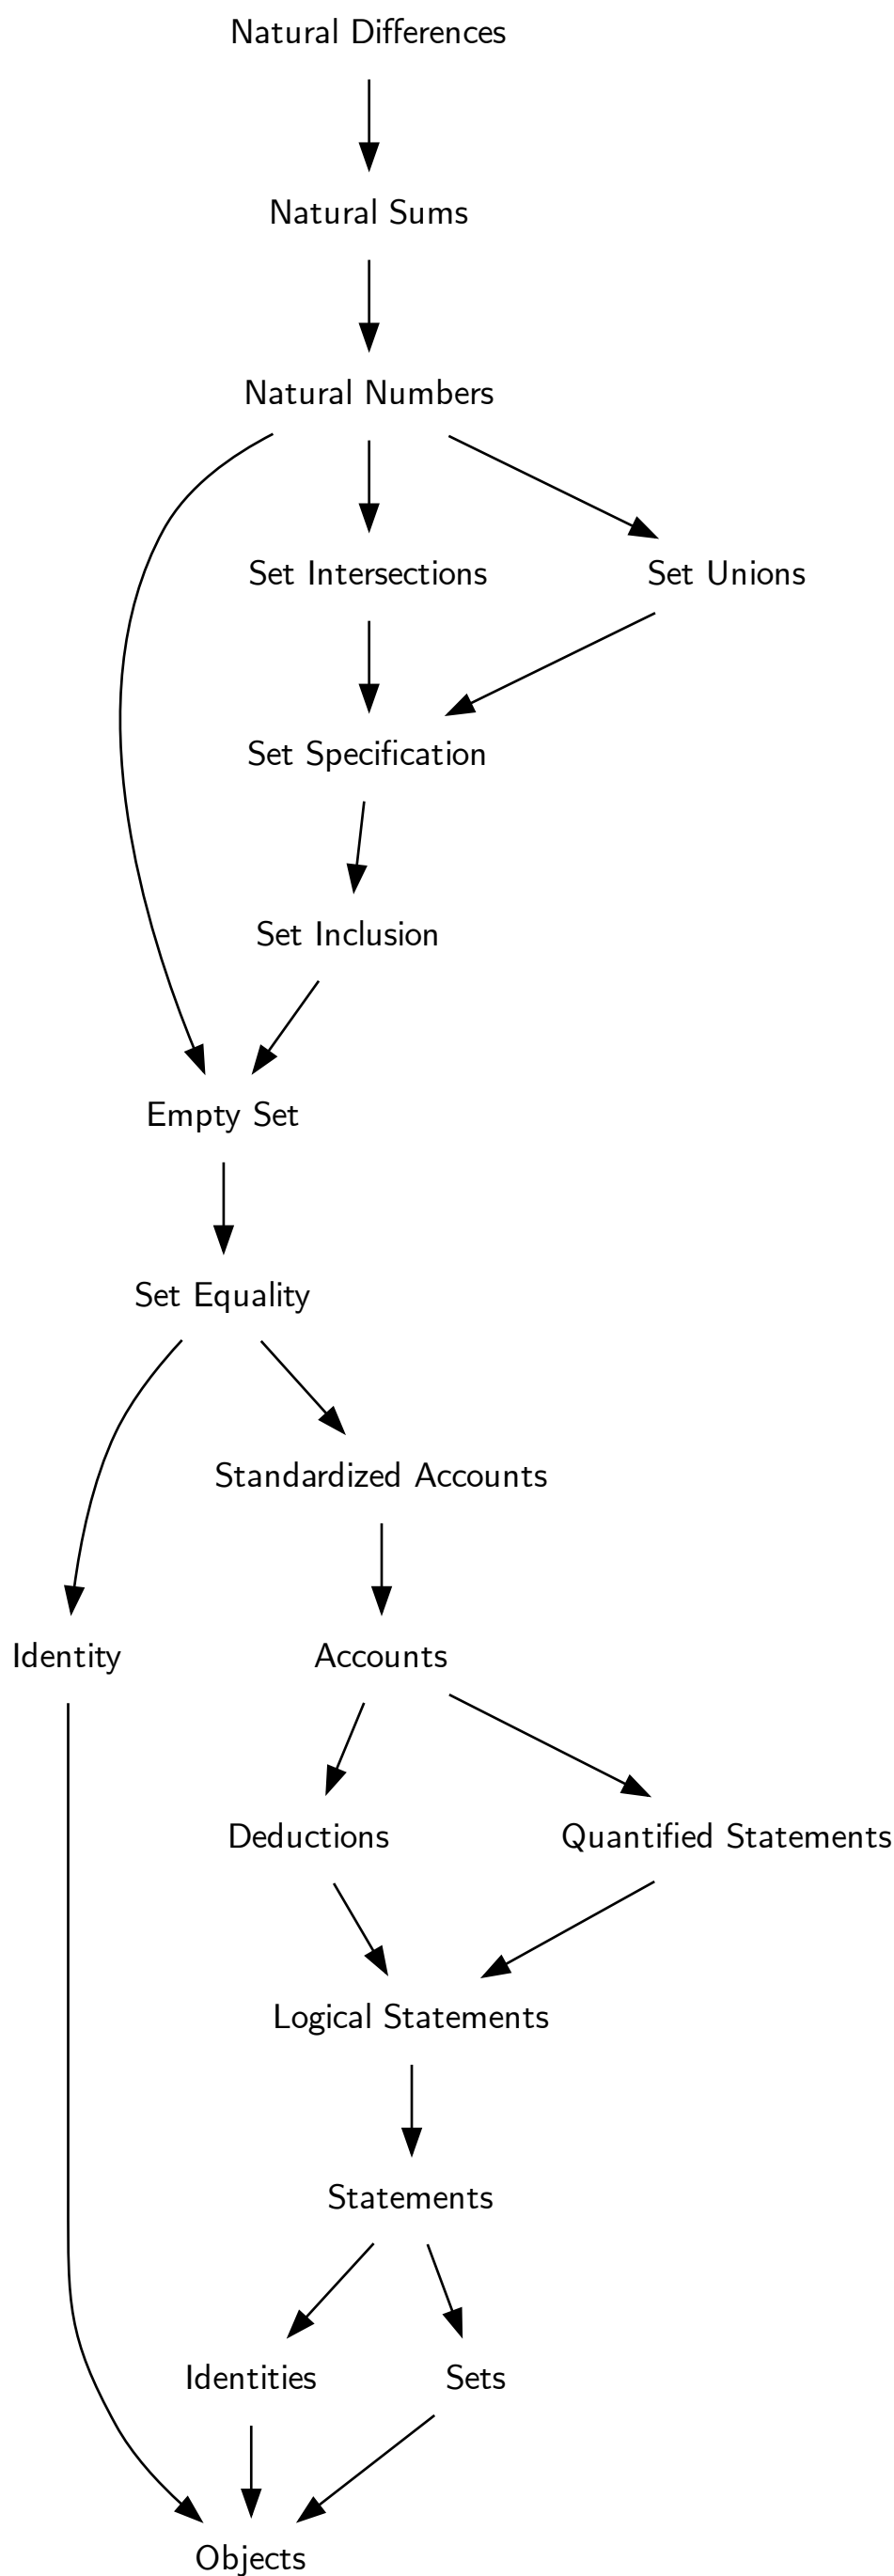 Natural Differences
Natural Sums
Natural Numbers
Set Intersections
Set Unions
Set Specification
Set Inclusion
Empty Set
Set Equality
Standardized Accounts
Identity
Accounts
Deductions
Quantified Statements
Logical Statements
Statements
Identities
Sets
Objects